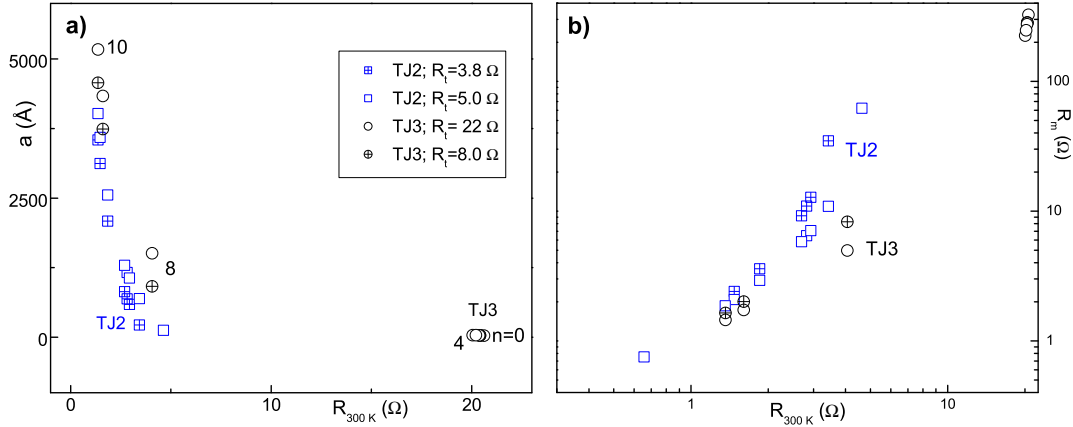 a)
10
5000
2500
0
a (Å)
TJ2; Rt=3.8 Ω
TJ2; Rt=5.0 Ω
TJ3; Rt= 22 Ω
TJ3; Rt=8.0 Ω
8
TJ2
TJ3
4
n=0
0
10
20
R300 K (Ω)
b)
100
10
1
Rm (Ω)
TJ2
TJ3
1
10
R300 K (Ω)